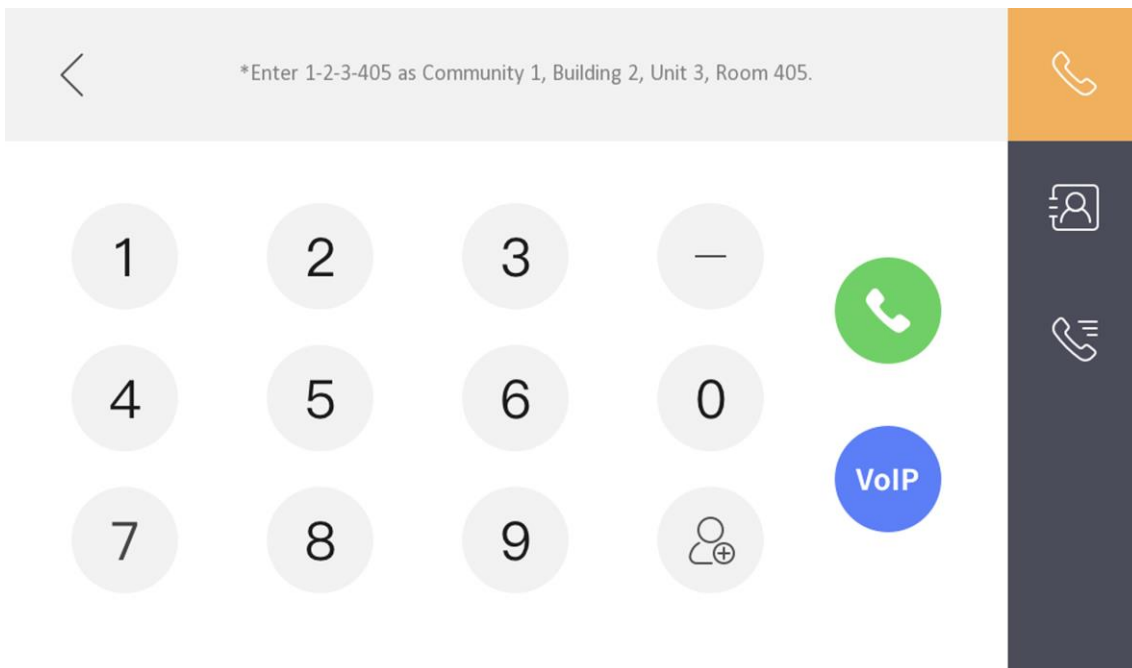 *Enter 1-2-3-405 as Community 1, Building 2, Unit 3, Room 405.
1 2 3 —
4 5 6 0
VoIP
7 8 9